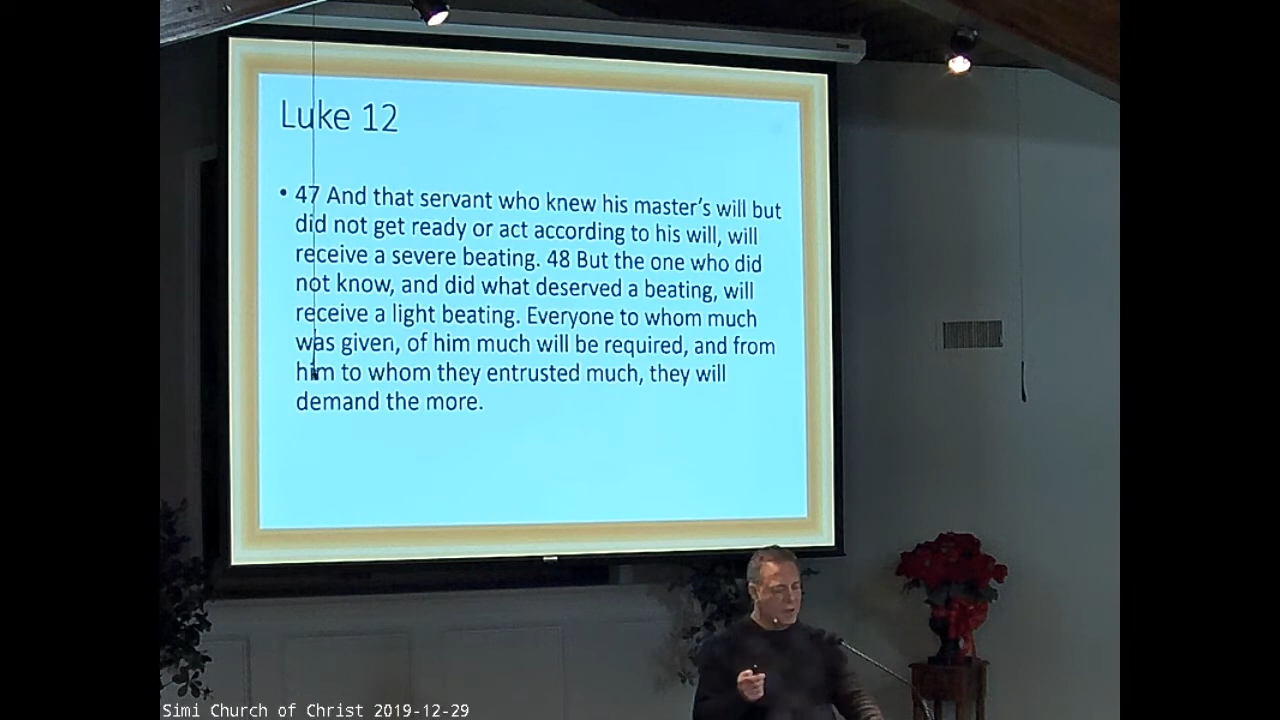 Luke 12
• 47 And that servant who knew his master’s will but
did not get ready or act according to his will, will
receive a severe beating. 48 But the one who did
not know, and did what deserved a beating, will
receive a light beating. Everyone to whom much
was given, of him much will be required, and from
him to whom they entrusted much, they will
demand the more.
Simi Church of Christ 2019-12-29